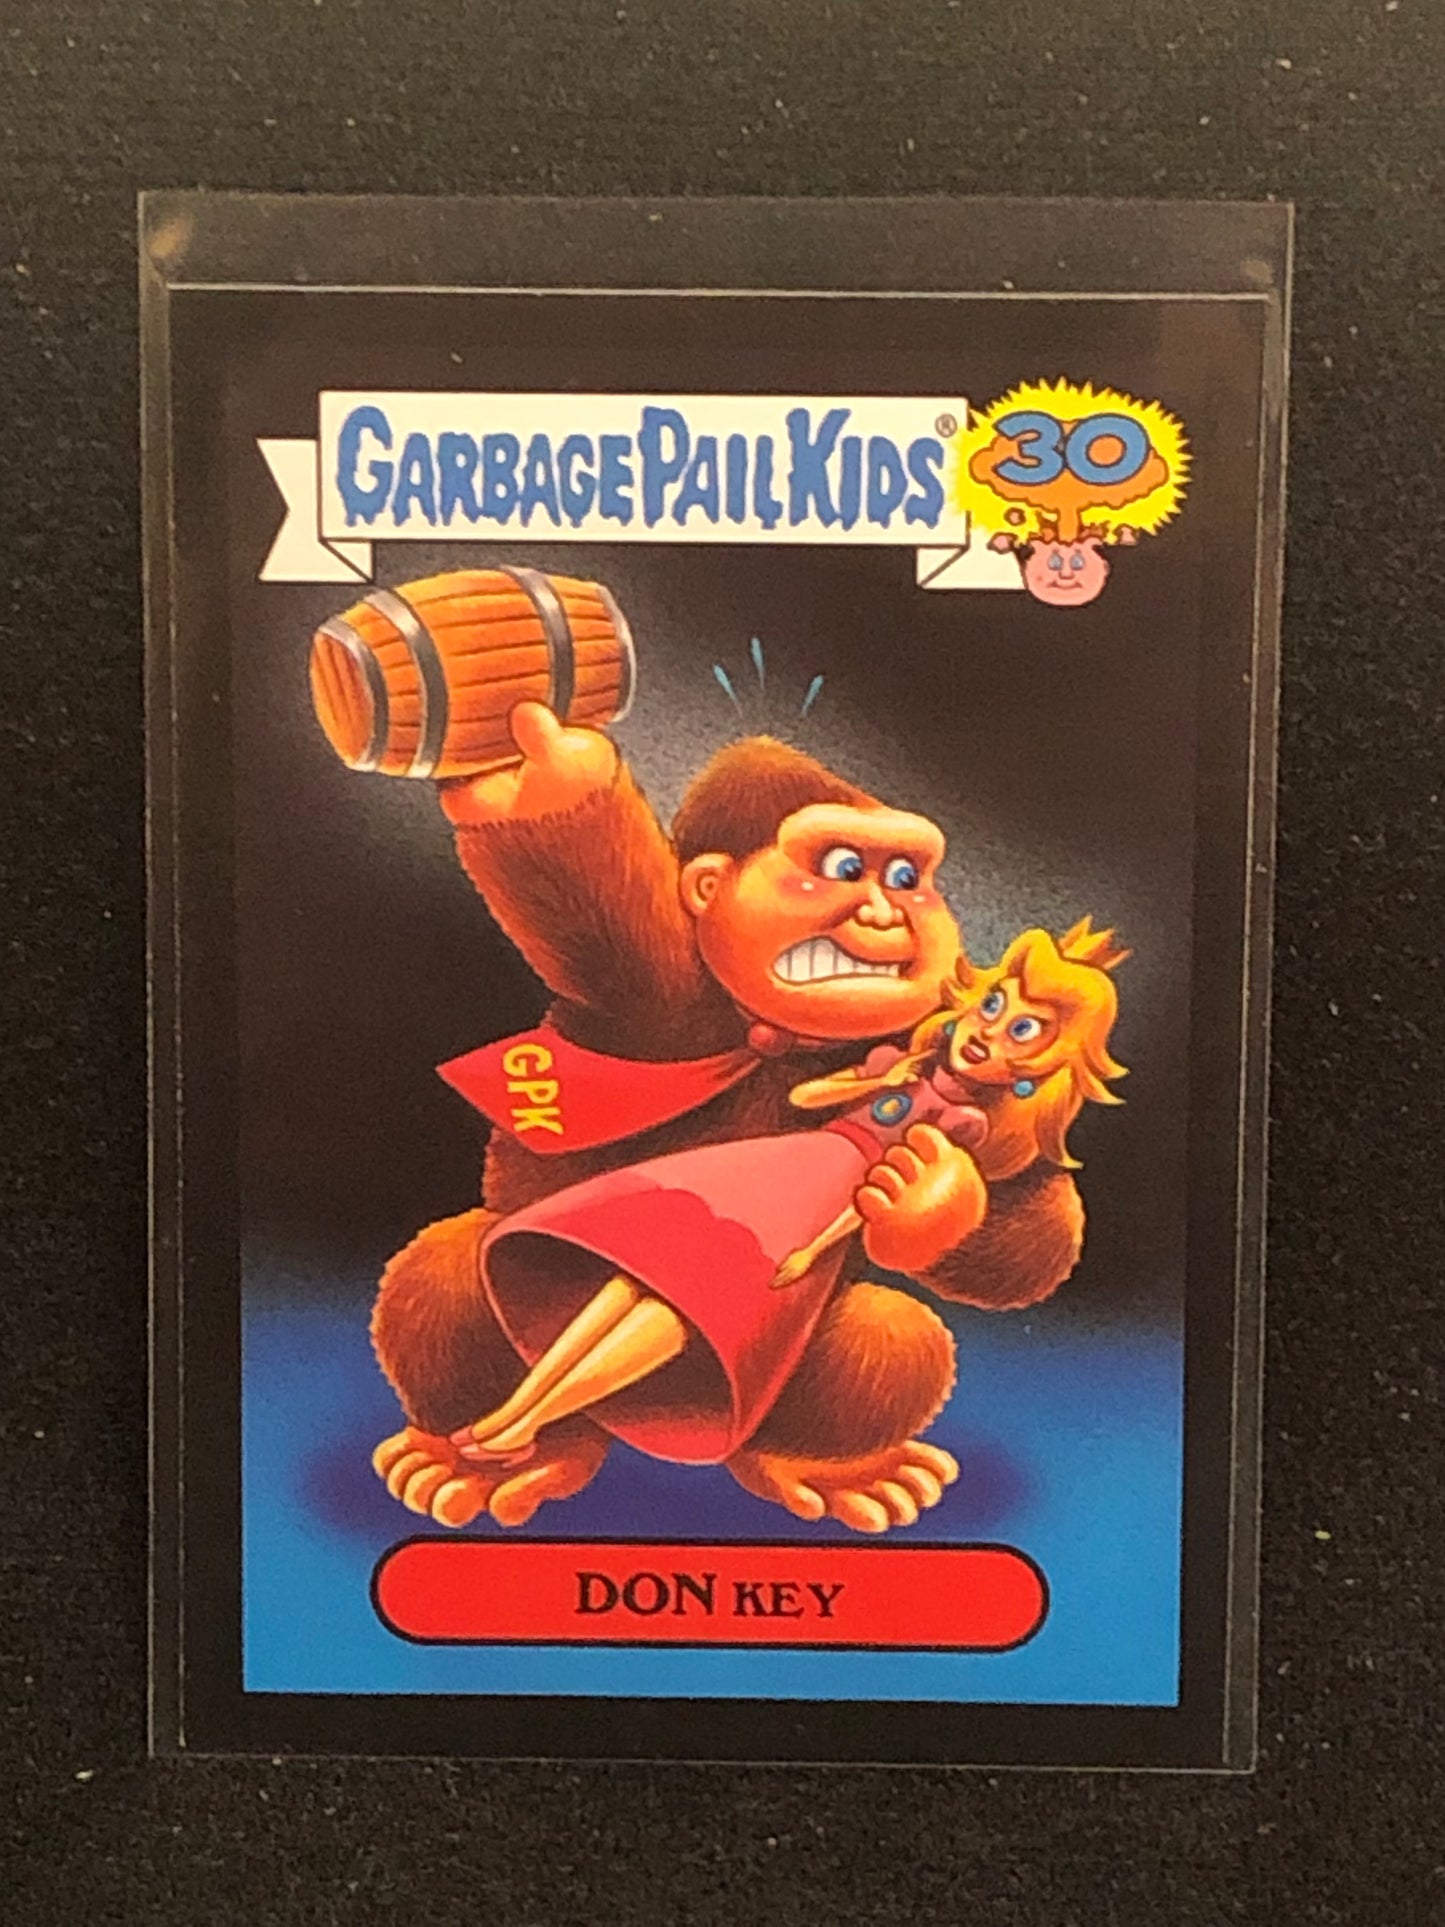 GARBAGE PAIL KIDS®
30
GPK
DON KEY